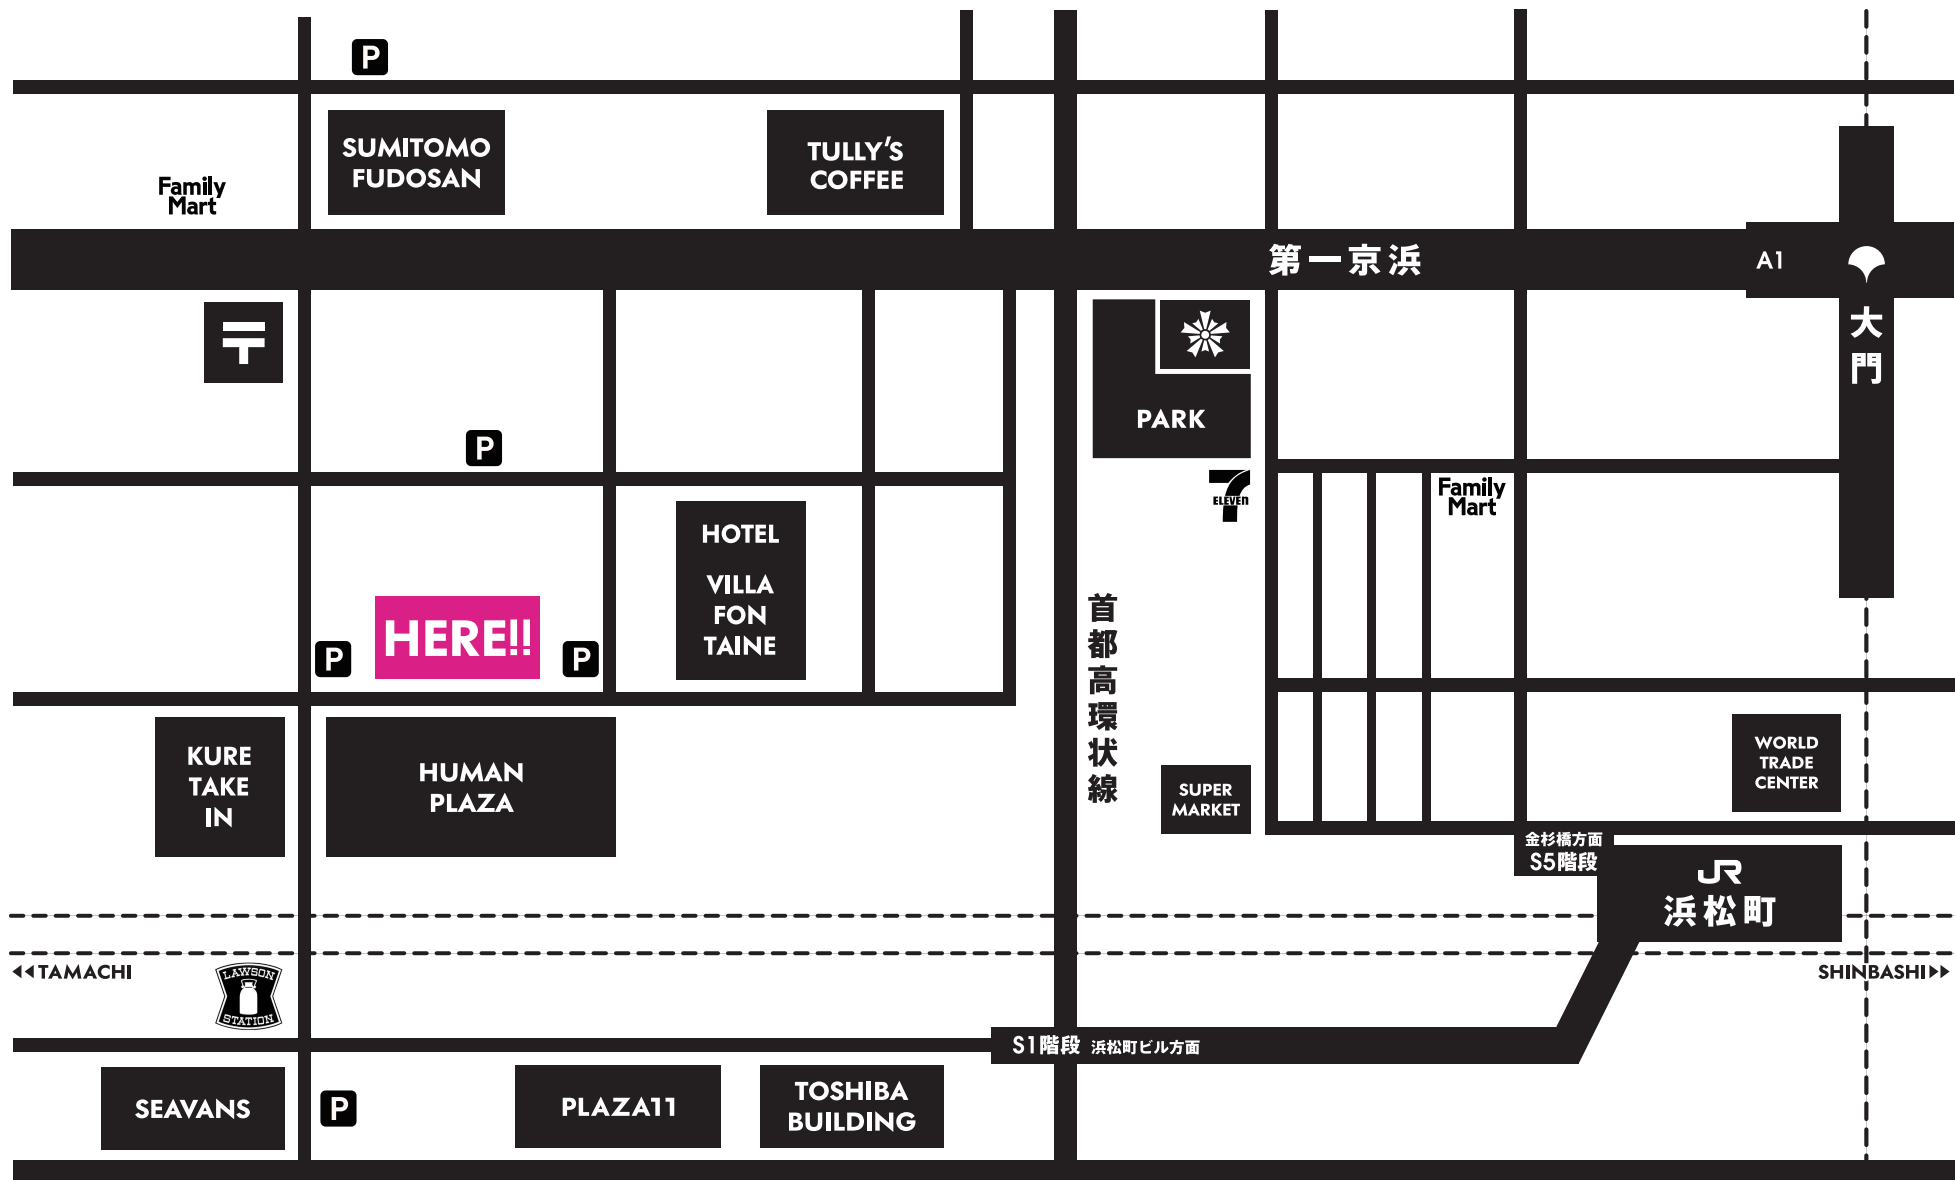 P
SUMITOMO
FUDOSAN
TULLY'S
COFFEE
Family
Mart
第一京浜
A1
大門
〒
PARK
P
7
ELEVEN
Family
Mart
HOTEL
VILLA
FON
TAINE
HERE!!
P
P
首都高環状線
KURE
TAKE
IN
HUMAN
PLAZA
SUPER
MARKET
WORLD
TRADE
CENTER
金杉橋方面
S5階段
JR
浜松町
TAMACHI
SHINBASHI
LAWSON
STATION
S1階段 浜松町ビル方面
SEAVANS
P
PLAZA11
TOSHIBA
BUILDING